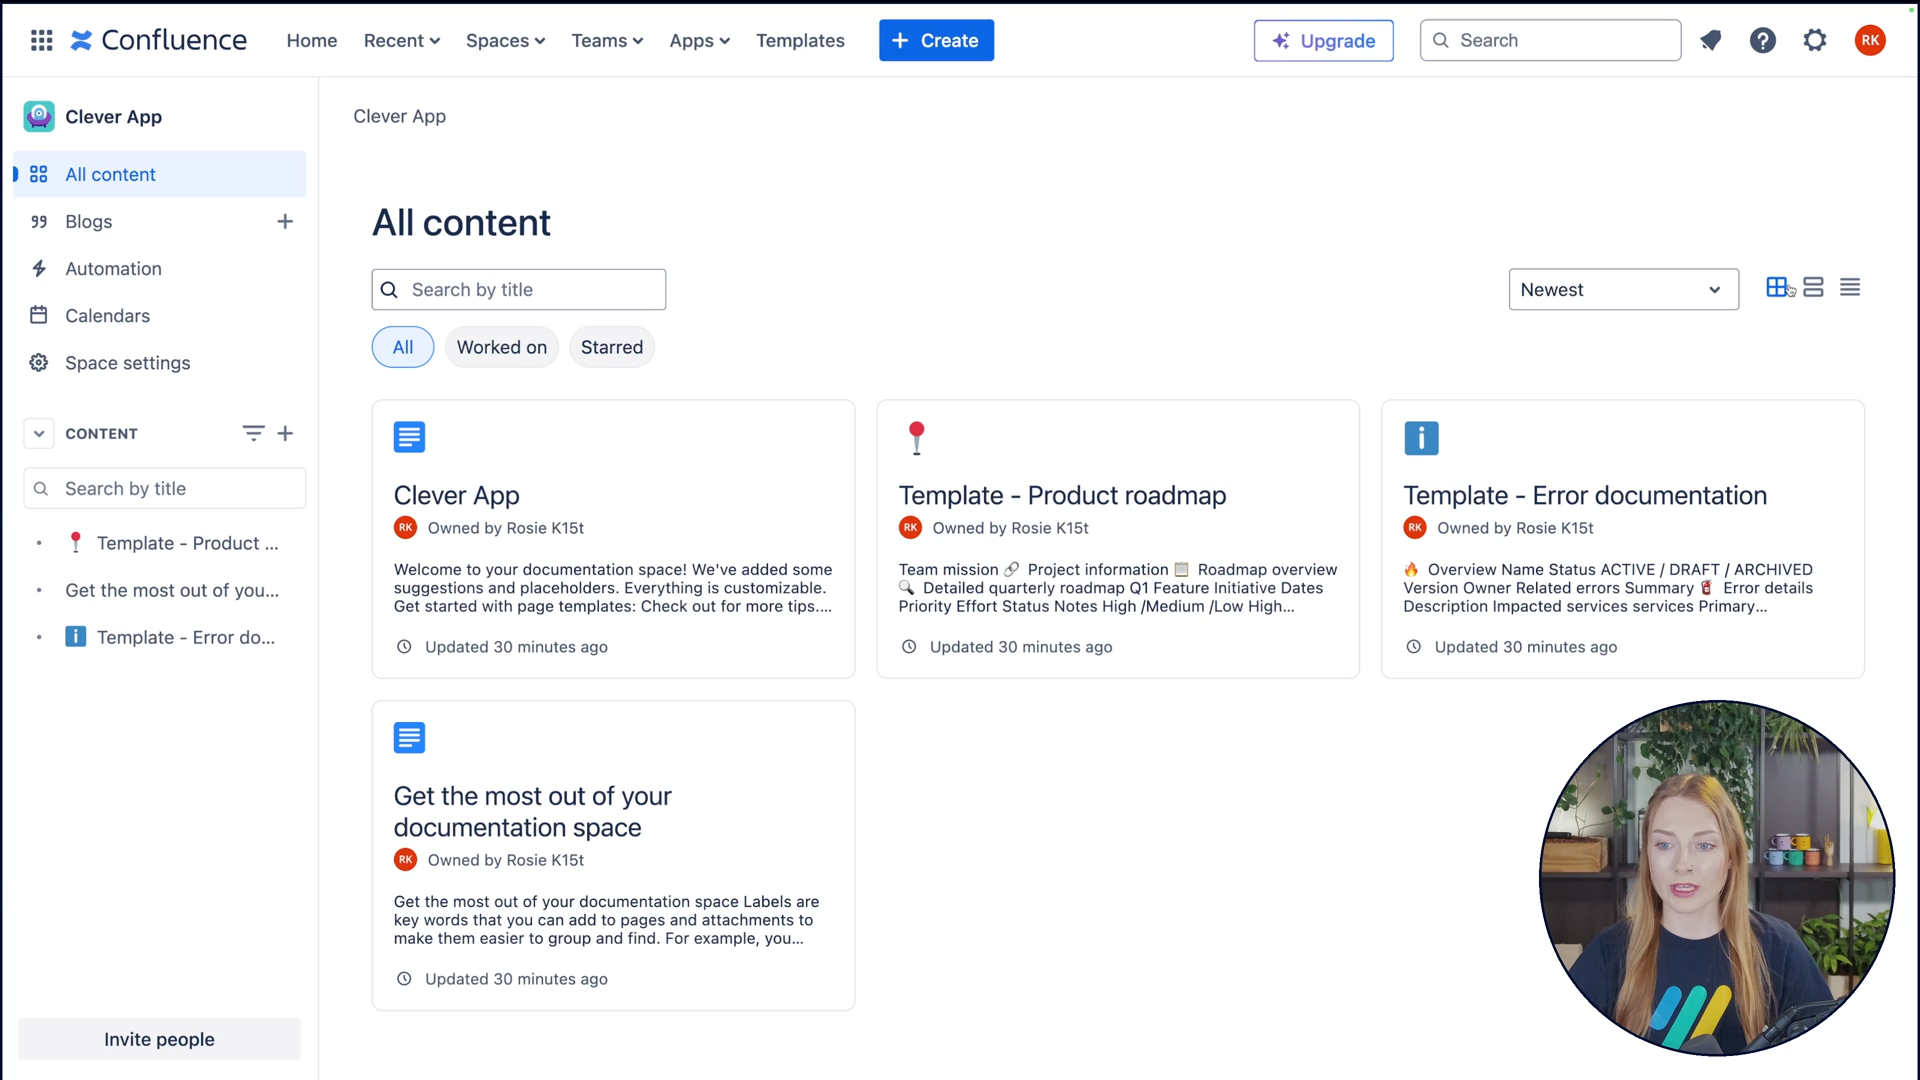 Confluence
Home
Recent
Spaces
Teams
Apps
Templates
+ Create
Upgrade
Search
RK
Clever App
All content
Blogs
Automation
Calendars
Space settings
CONTENT
Search by title
Template - Product ...
Get the most out of you...
Template - Error do...
Invite people
Clever App
All content
Search by title
Newest
All
Worked on
Starred
Clever App
RK Owned by Rosie K15t
Welcome to your documentation space! We've added some
suggestions and placeholders. Everything is customizable.
Get started with page templates: Check out for more tips....
Updated 30 minutes ago
Template - Product roadmap
RK Owned by Rosie K15t
Team mission 🔗 Project information 📋 Roadmap overview
🔍 Detailed quarterly roadmap Q1 Feature Initiative Dates
Priority Effort Status Notes High /Medium /Low High...
Updated 30 minutes ago
Template - Error documentation
RK Owned by Rosie K15t
🔥 Overview Name Status ACTIVE / DRAFT / ARCHIVED
Version Owner Related errors Summary 🧯 Error details
Description Impacted services services Primary...
Updated 30 minutes ago
Get the most out of your
documentation space
RK Owned by Rosie K15t
Get the most out of your documentation space Labels are
key words that you can add to pages and attachments to
make them easier to group and find. For example, you...
Updated 30 minutes ago